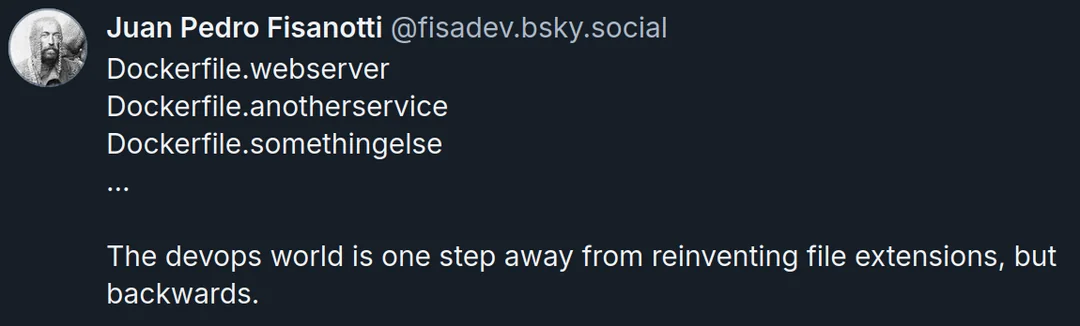 Juan Pedro Fisanotti @fisadev.bsky.social
Dockerfile.webserver
Dockerfile.anotherservice
Dockerfile.somethingelse
...
The devops world is one step away from reinventing file extensions, but
backwards.